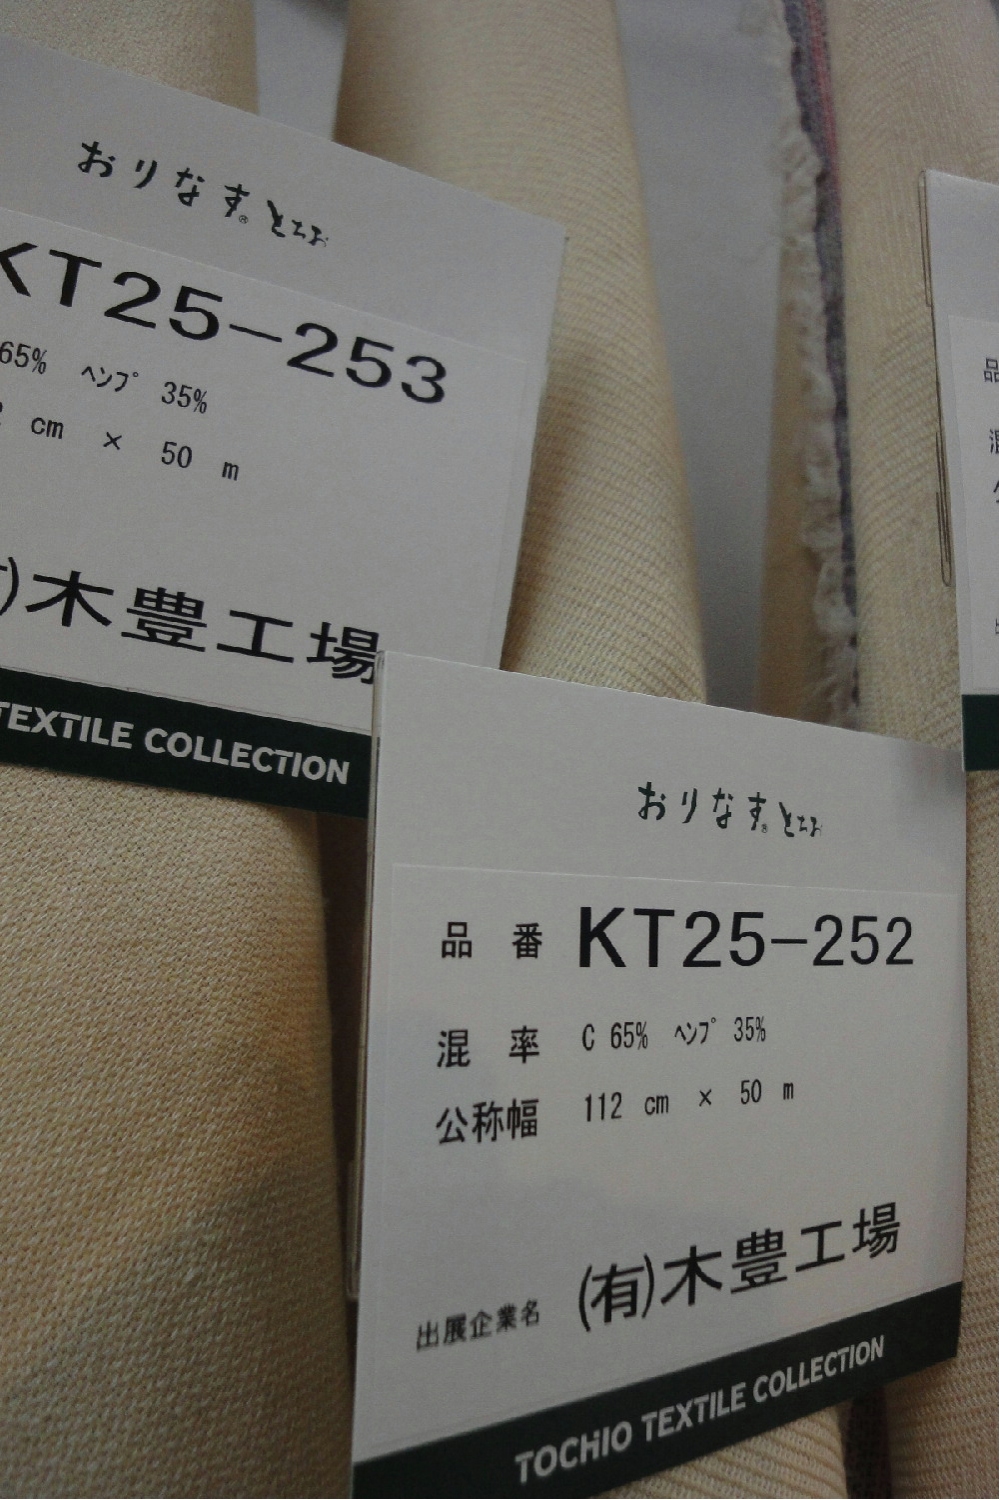 おりなす®とちお
KT25-253
65% ﾍﾝﾌﾟ 35%
cm × 50 m
)木豊工場
TEXTILE COLLECTION
おりなす®とちお
品 番 KT25-252
混 率 C 65% ﾍﾝﾌﾟ 35%
公称幅 112 cm × 50 m
出展企業名 (有)木豊工場
TOCHiO TEXTILE COLLECTION
品
混